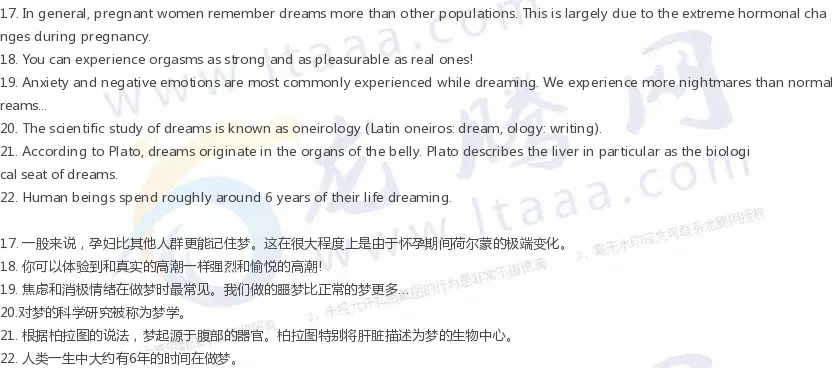 17. In general, pregnant women remember dreams more than other populations. This is largely due to the extreme hormonal cha
nges during pregnancy.
18. You can experience orgasms as strong and as pleasurable as real ones!
19. Anxiety and negative emotions are most commonly experienced while dreaming. We experience more nightmares than normal
reams...
20. The scientific study of dreams is known as oneirology (Latin oneiros: dream, ology: writing).
21. According to Plato, dreams originate in the organs of the belly. Plato describes the liver in particular as the biologi
cal seat of dreams.
22. Human beings spend roughly around 6 years of their life dreaming.
17. 一般来说，孕妇比其他人群更能记住梦。这在很大程度上是由于怀孕期间荷尔蒙的极端变化。
18. 你可以体验到和真实的高潮一样强烈和愉悦的高潮!
19. 焦虑和消极情绪在做梦时最常见。我们做的噩梦比正常的梦更多...
20.对梦的科学研究被称为梦学。
21. 根据柏拉图的说法，梦起源于腹部的器官。柏拉图特别将肝脏描述为梦的生物中心。
22. 人类一生中大约有6年的时间在做梦。
www.ltaaa.com
龙腾网
www.ltaaa.com